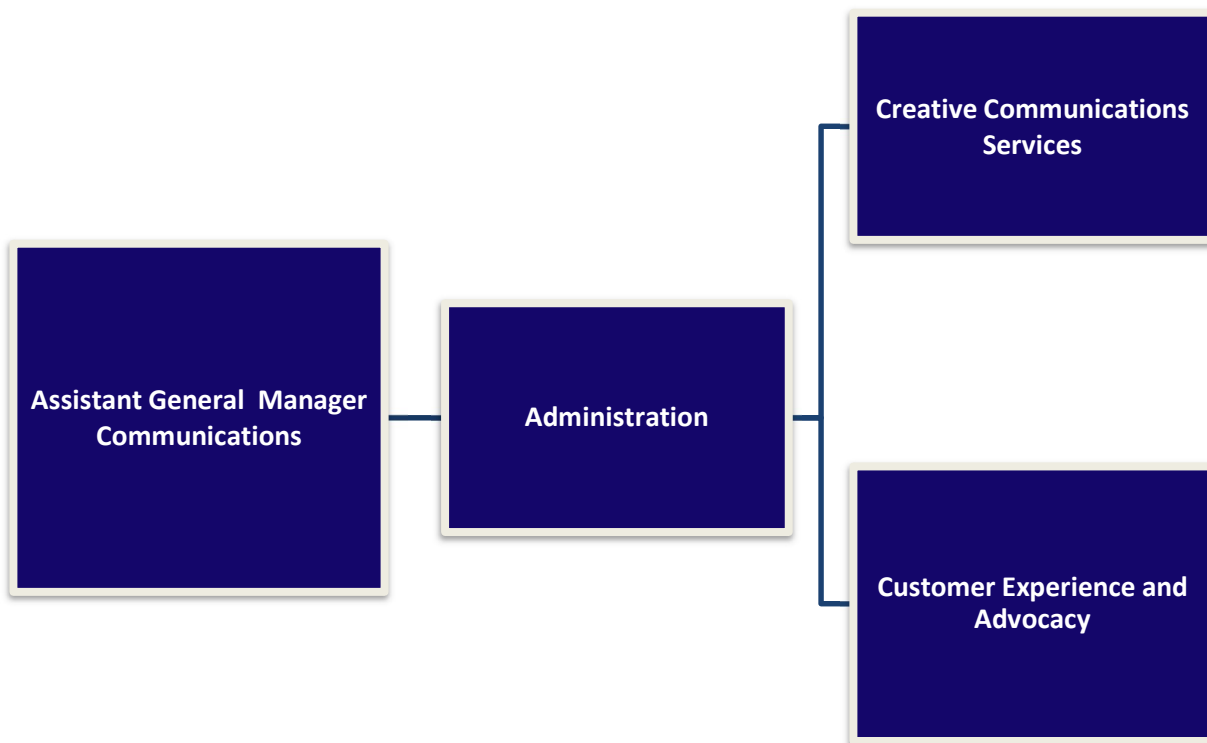 Creative Communications
Services
Assistant General  Manager
Communications
Administration
Customer Experience and
Advocacy